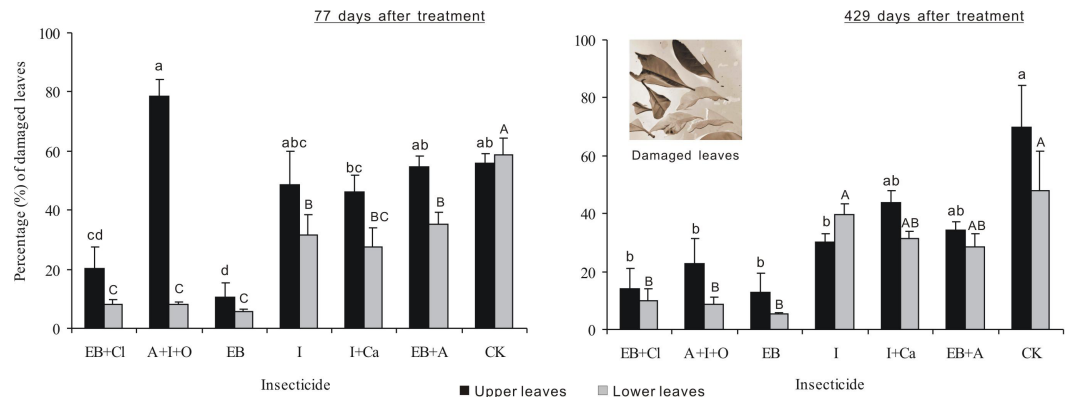 77 days after treatment
Percentage (%) of damaged leaves
100
80
60
40
20
0
cd
C
a
C
d
C
abc
B
bc
BC
ab
B
ab
A
EB+Cl A+I+O EB I I+Ca EB+A CK
Insecticide
429 days after treatment
100
80
60
40
20
0
Damaged leaves
b
B
b
B
b
B
b
A
ab
AB
ab
AB
a
A
EB+Cl A+I+O EB I I+Ca EB+A CK
Insecticide
Upper leaves Lower leaves